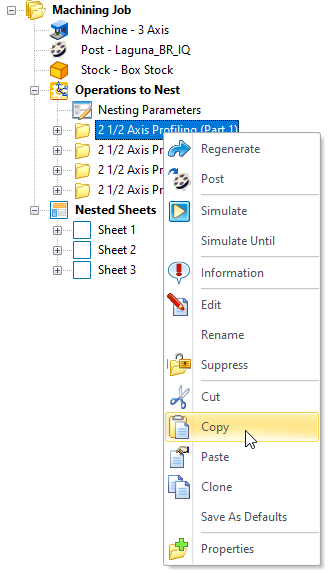 Machining Job
Machine - 3 Axis
Post - Laguna_BR_IQ
Stock - Box Stock
Operations to Nest
Nesting Parameters
2 1/2 Axis Profiling (Part 1)
2 1/2 Axis Pr
2 1/2 Axis Pr
2 1/2 Axis Pr
Nested Sheets
Sheet 1
Sheet 2
Sheet 3
Regenerate
Post
Simulate
Simulate Until
Information
Edit
Rename
Suppress
Cut
Copy
Paste
Clone
Save As Defaults
Properties